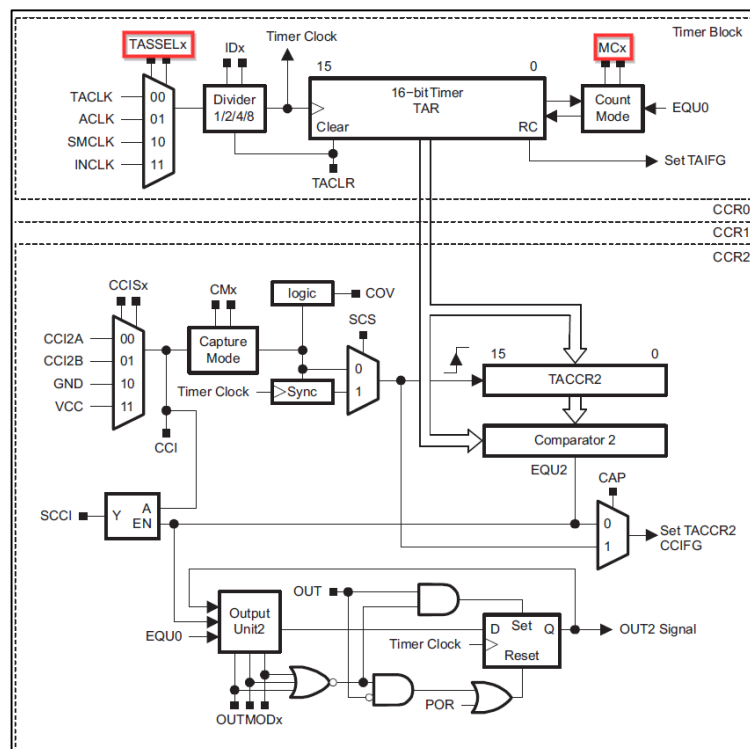 Timer Block
TASSELx
IDx
Timer Clock
MCx
15
0
TACLK
ACLK
SMCLK
INCLK
00
01
10
11
Divider
1/2/4/8
16−bitTimer
TAR
Clear
RC
Count
Mode
EQU0
Set TAIFG
TACLR
CCR0
CCR1
CCR2
CCISx
CMx
logic
COV
SCS
CCI2A
CCI2B
GND
VCC
00
01
10
11
Capture
Mode
Timer Clock
Sync
0
1
15
0
TACCR2
CCI
Comparator 2
EQU2
CAP
SCCI
Y
A
EN
0
1
Set TACCR2
CCIFG
OUT
EQU0
Output
Unit2
Timer Clock
D
Set
Q
Reset
OUT2 Signal
POR
OUTMODx